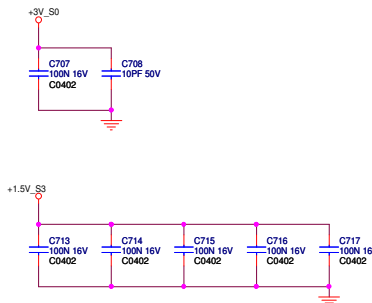 +3V_S0
C707
100N 16V
C0402
C708
10PF 50V
+1.5V_S3
C713
100N 16V
C0402
C714
100N 16V
C0402
C715
100N 16V
C0402
C716
100N 16V
C0402
C717
100N 16
C0402